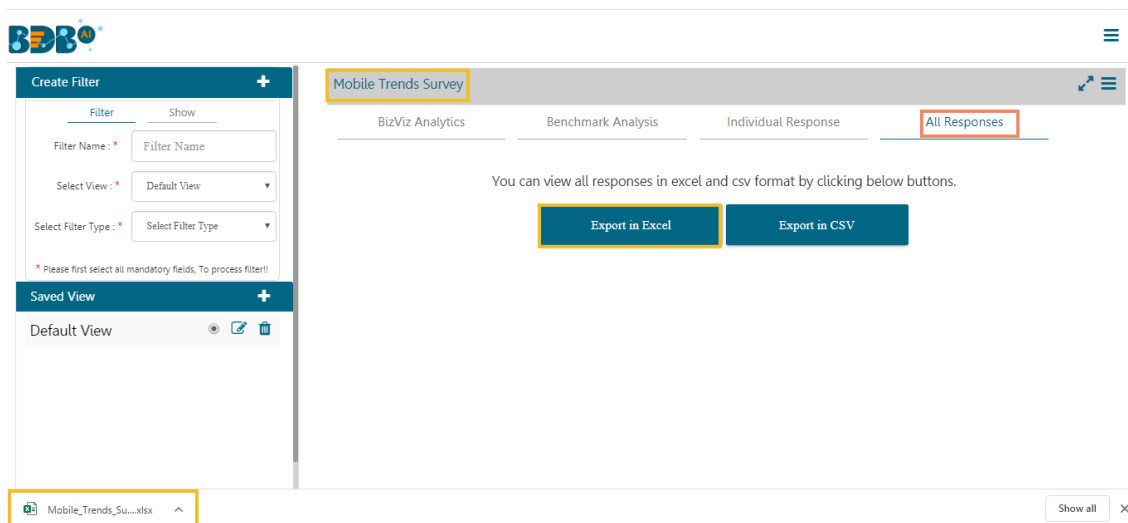 BDB AI
Create Filter
Filter Show
Filter Name : * Filter Name
Select View : * Default View
Select Filter Type : * Select Filter Type
* Please first select all mandatory fields, To process filter!!
Saved View
Default View
Mobile Trends Survey
BizViz Analytics Benchmark Analysis Individual Response All Responses
You can view all responses in excel and csv format by clicking below buttons.
Export in Excel Export in CSV
Mobile_Trends_Su....xlsx Show all